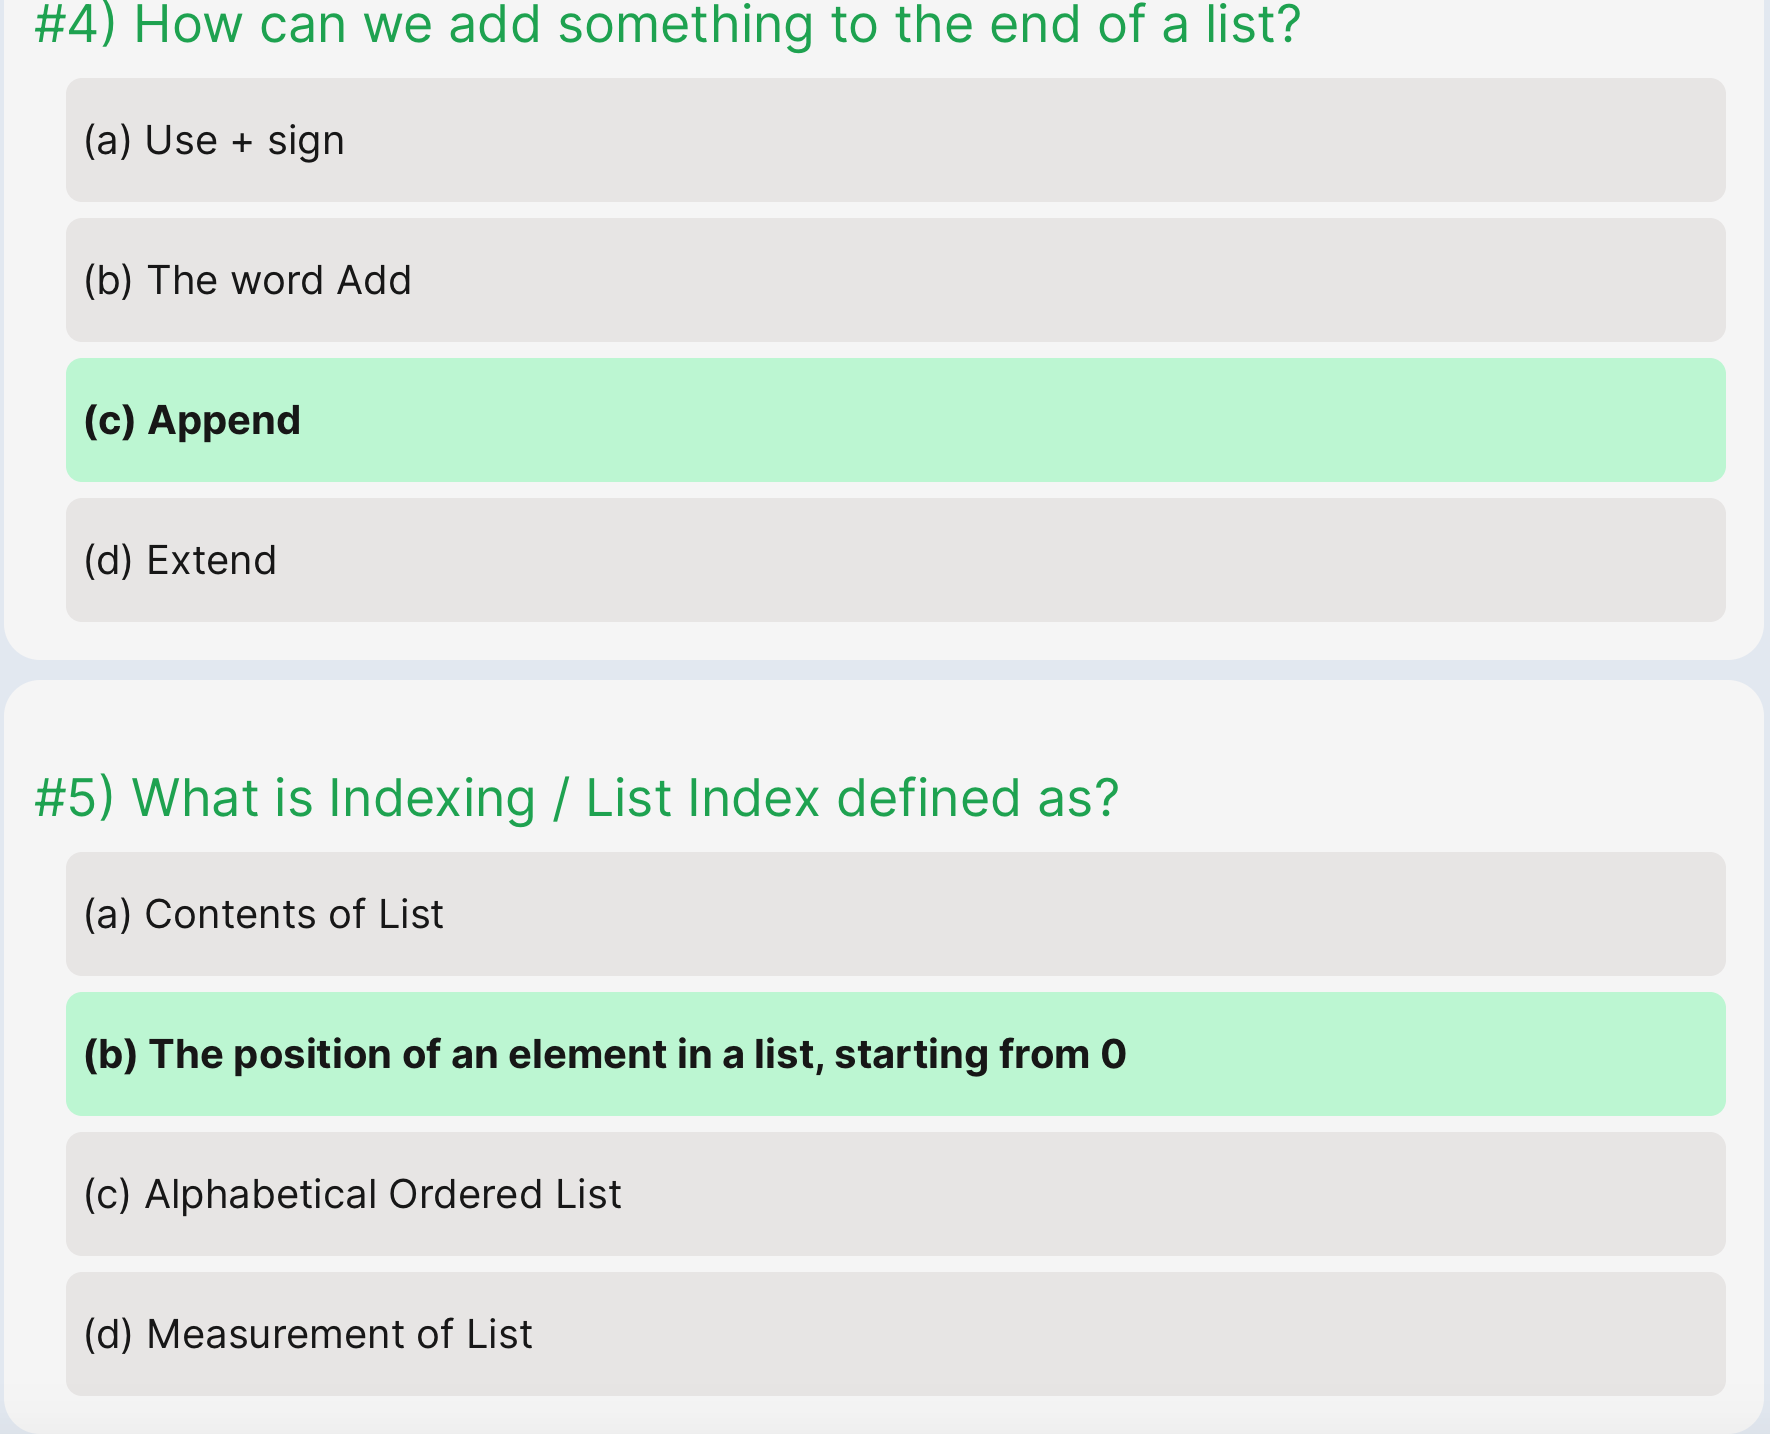 #4) How can we add something to the end of a list?
(a) Use + sign
(b) The word Add
(c) Append
(d) Extend
#5) What is Indexing / List Index defined as?
(a) Contents of List
(b) The position of an element in a list, starting from 0
(c) Alphabetical Ordered List
(d) Measurement of List